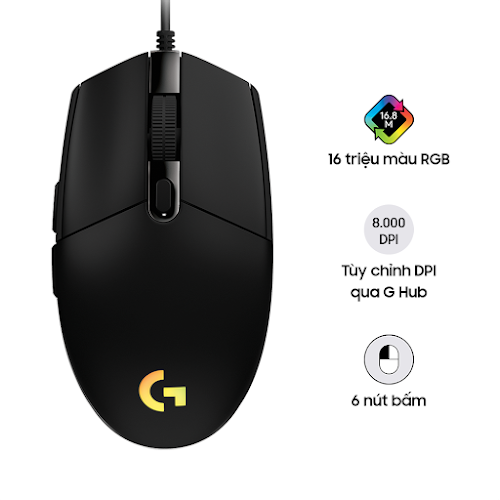 16.8
M
16 triệu màu RGB
8.000
DPI
Tùy chỉnh DPI
qua G Hub
6 nút bấm
G